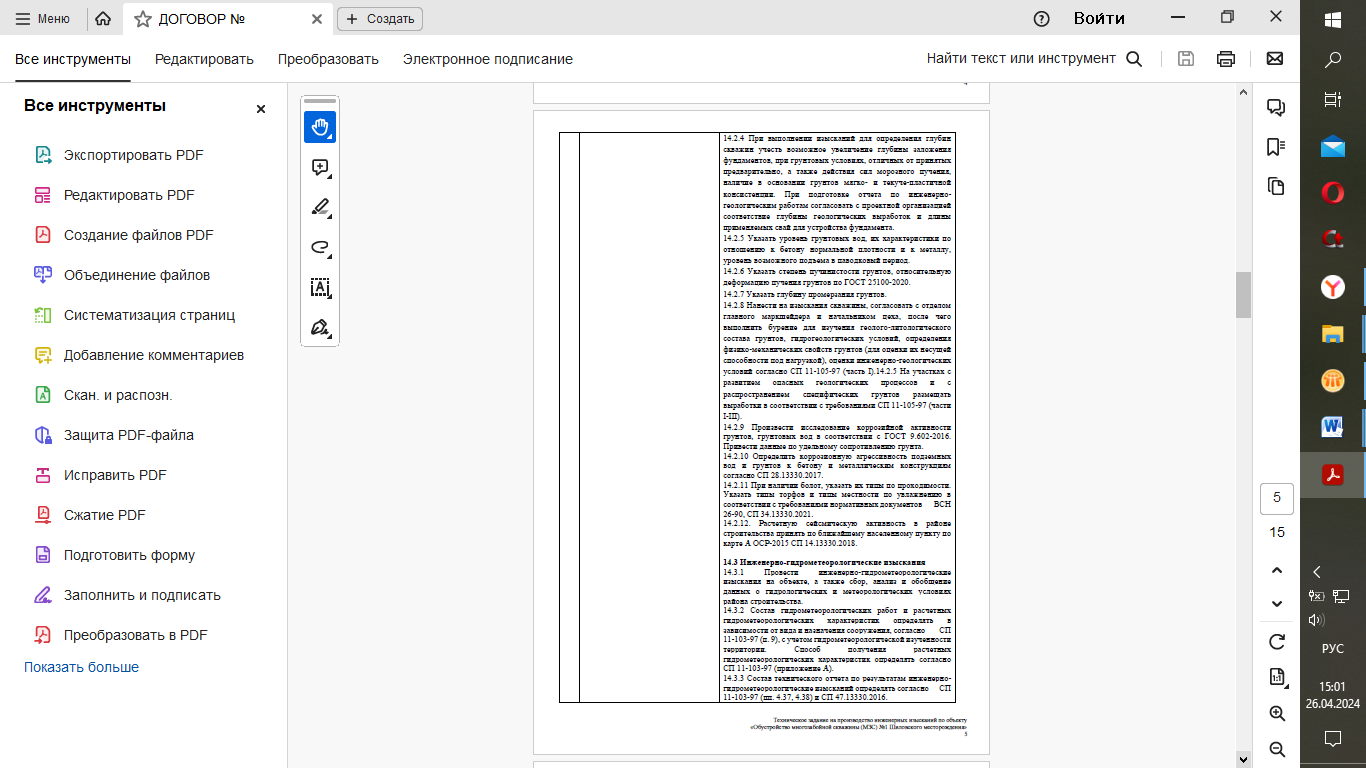 Меню
ДОГОВОР №
Создать
Войти
Все инструменты
Редактировать
Преобразовать
Электронное подписание
Найти текст или инструмент
Все инструменты
Экспортировать PDF
Редактировать PDF
Создание файлов PDF
Объединение файлов
Систематизация страниц
Добавление комментариев
Скан. и распозн.
Защита PDF-файла
Исправить PDF
Сжатие PDF
Подготовить форму
Заполнить и подписать
Преобразовать в PDF
Показать больше
14.2.4 При выполнении изысканий для определения глубин
скважин учесть возможное увеличение глубины заложения
фундаментов, при грунтовых условиях, отличных от принятых
предварительно, а также действия сил морозного пучения,
наличие в основании грунтов мягко- и текуче-пластичной
консистенции. При подготовке отчета по инженерно-
геологическим работам согласовать с проектной организацией
соответствие глубины геологических выработок и длины
применяемых свай для устройства фундамента.
14.2.5 Указать уровень грунтовых вод, их характеристики по
отношению к бетону нормальной плотности и к металлу,
уровень возможного подъема в паводковый период.
14.2.6 Указать степень пучинистости грунтов, относительную
деформацию пучения грунтов по ГОСТ 25100-2020.
14.2.7 Указать глубину промерзания грунтов.
14.2.8 Нанести на изыскания скважины, согласовать с отделом
главного маркшейдера и начальником цеха, после чего
выполнить бурение для изучения геолого-литологического
состава грунтов, гидрогеологических условий, определения
физико-механических свойств грунтов (для оценки их несущей
способности под нагрузкой), оценки инженерно-геологических
условий согласно СП 11-105-97 (часть I).14.2.5 На участках с
развитием опасных геологических процессов и с
распространением специфических грунтов размещать
выработки в соответствии с требованиями СП 11-105-97 (части
I-III).
14.2.9 Произвести исследование коррозийной активности
грунтов, грунтовых вод в соответствии с ГОСТ 9.602-2016.
Привести данные по удельному сопротивлению грунта.
14.2.10 Определить коррозионную агрессивность подземных
вод и грунтов к бетону и металлическим конструкциям
согласно СП 28.13330.2017.
14.2.11 При наличии болот, указать их типы по проходимости.
Указать типы торфов и типы местности по увлажнению в
соответствии с требованиями нормативных документов ВСН
26-90, СП 34.13330.2021.
14.2.12. Расчетную сейсмическую активность в районе
строительства принять по ближайшему населенному пункту по
карте А ОСР-2015 СП 14.13330.2018.
14.3 Инженерно-гидрометеорологические изыскания
14.3.1 Провести инженерно-гидрометеорологические
изыскания на объекте, а также сбор, анализ и обобщение
данных о гидрологических и метеорологических условиях
района строительства.
14.3.2 Состав гидрометеорологических работ и расчетных
гидрометеорологических характеристик определять в
зависимости от вида и назначения сооружения, согласно СП
11-103-97 (п. 9), с учетом гидрометеорологической изученности
территории. Способ получения расчетных
гидрометеорологических характеристик определять согласно
СП 11-103-97 (приложение А).
14.3.3 Состав технического отчета по результатам инженерно-
гидрометеорологические изысканий определять согласно СП
11-103-97 (пп. 4.37, 4.38) и СП 47.13330.2016.
Техническое задание на производство инженерных изысканий по объекту
«Обустройство многозабойной скважины (МЗС) №1 Шиловского месторождения»
5
5
15
РУС
15:01
26.04.2024